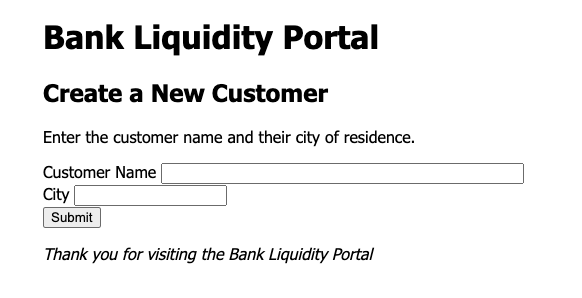 Bank Liquidity Portal
Create a New Customer
Enter the customer name and their city of residence.
Customer Name
City
Submit
Thank you for visiting the Bank Liquidity Portal